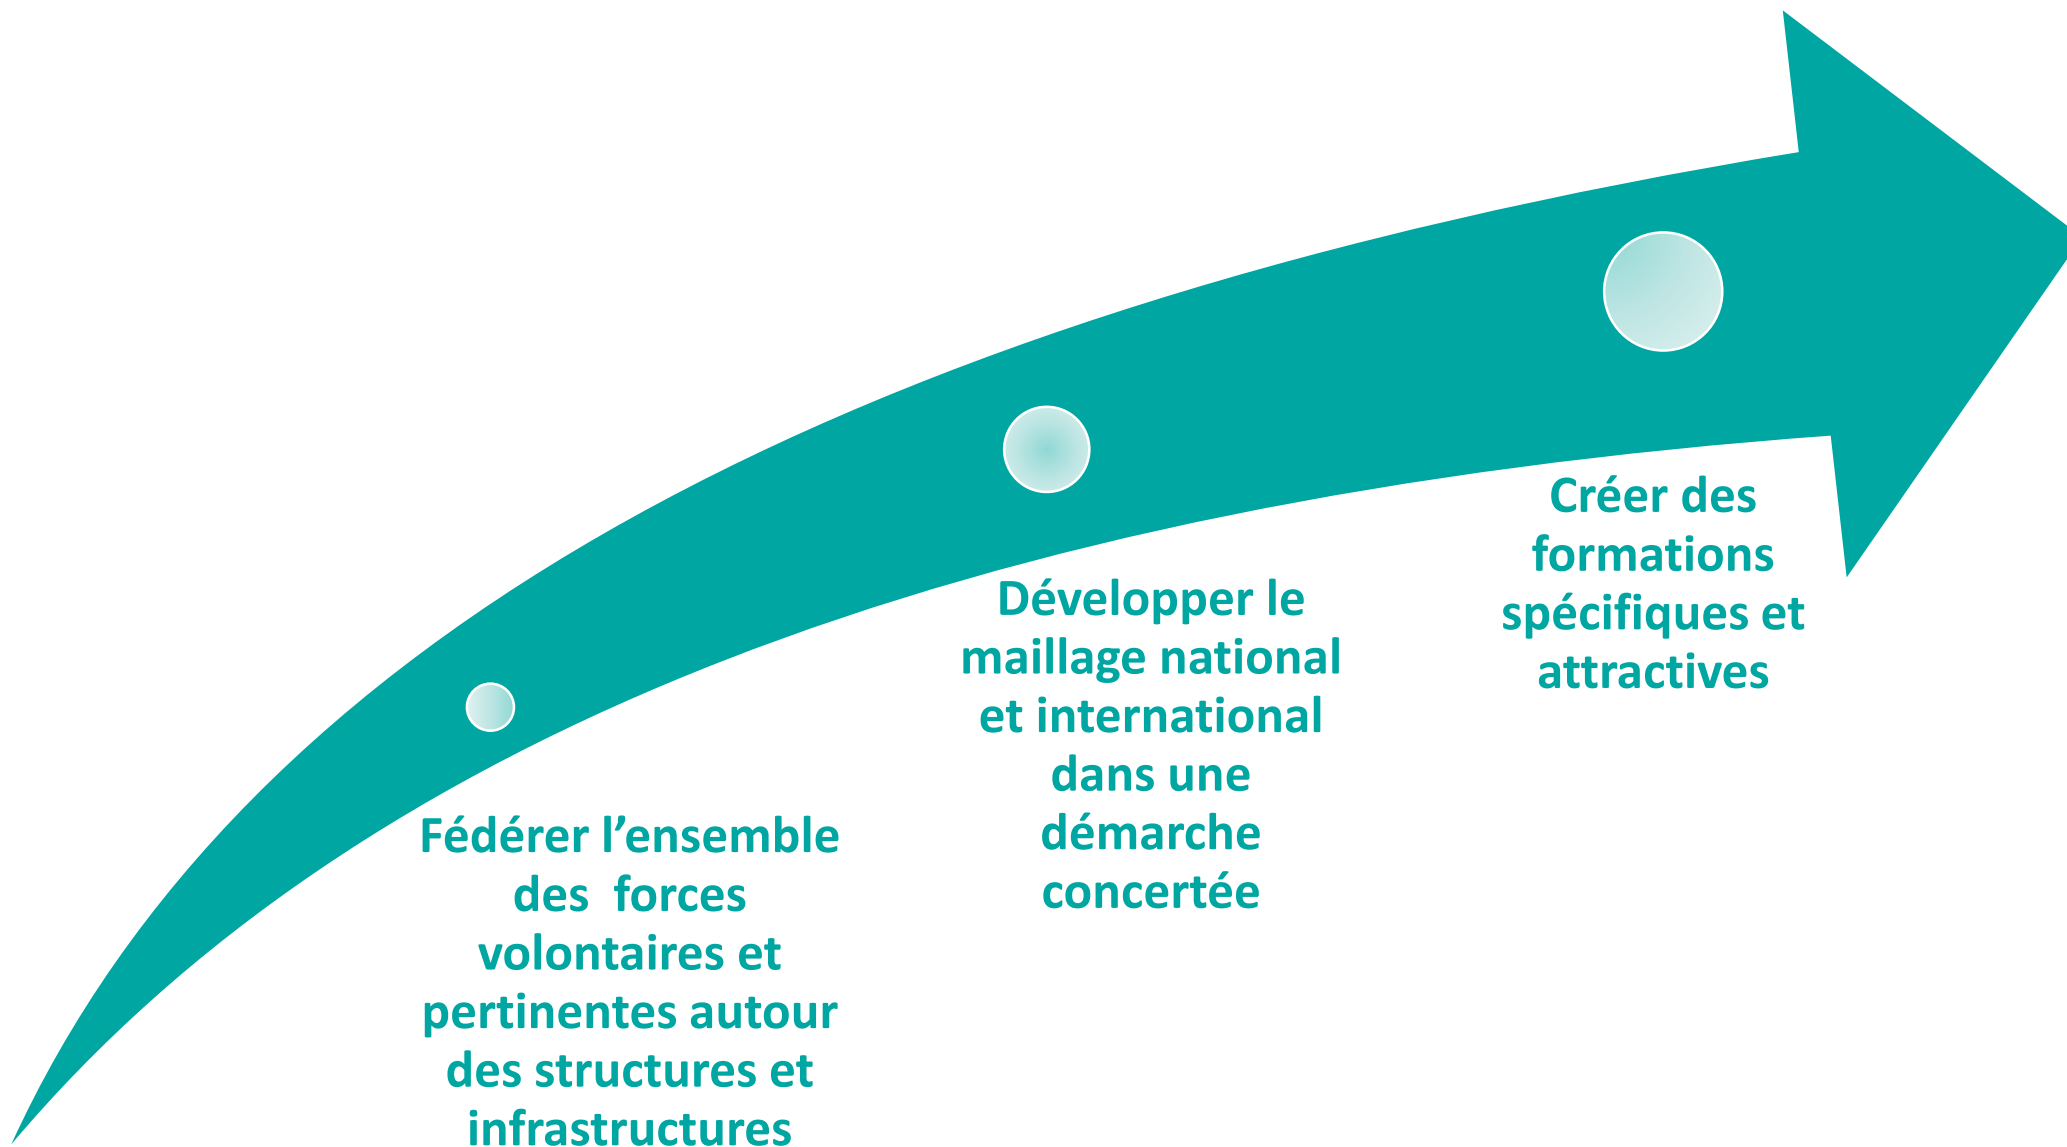 Fédérer l’ensemble
des  forces
volontaires et
pertinentes autour
des structures et
infrastructures
Développer le
maillage national
et international
dans une
démarche
concertée
Créer des
formations
spécifiques et
attractives